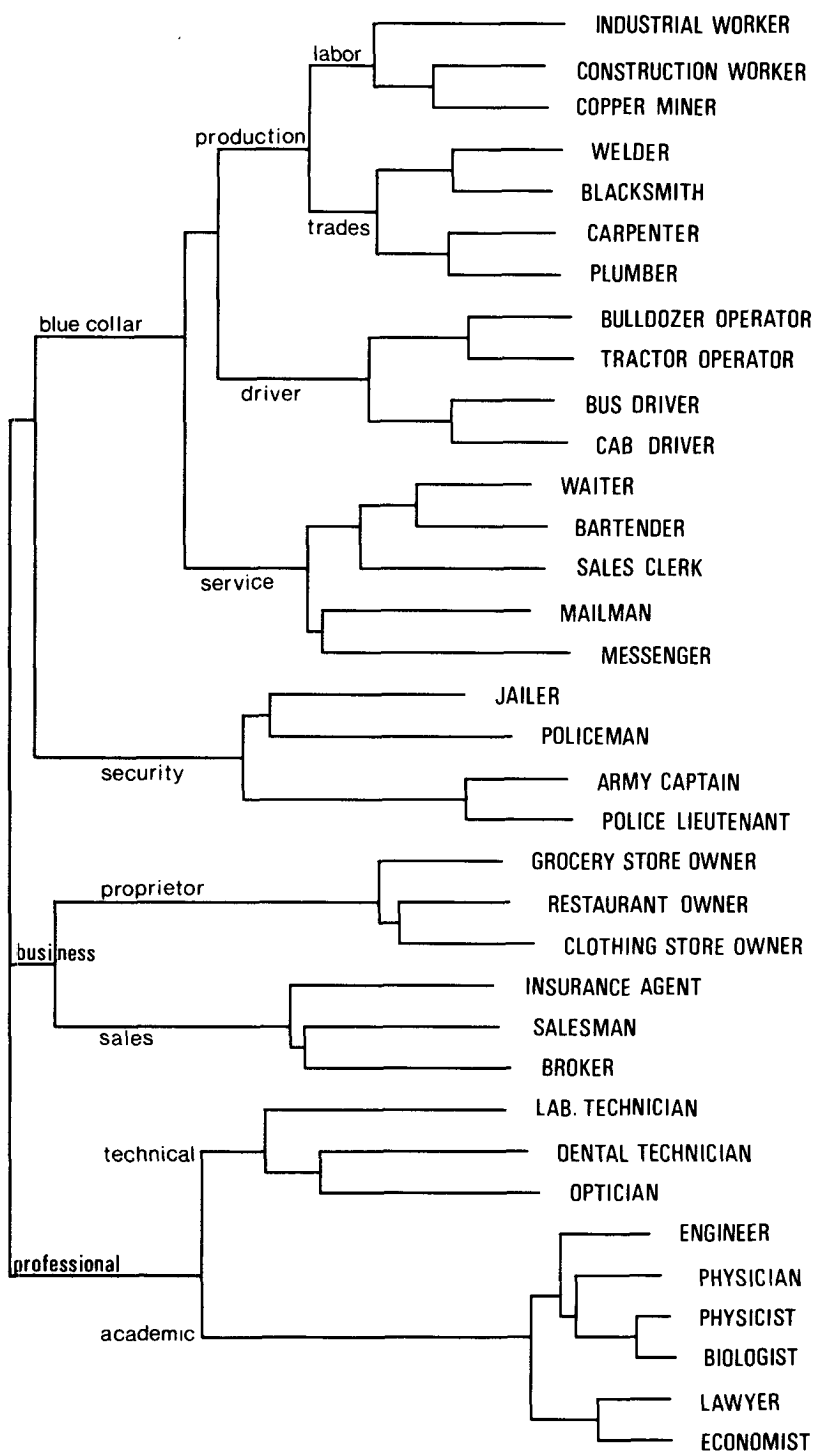 INDUSTRIAL WORKER
labor
CONSTRUCTION WORKER
COPPER MINER
production
WELDER
BLACKSMITH
trades
CARPENTER
PLUMBER
blue collar
BULLDOZER OPERATOR
TRACTOR OPERATOR
driver
BUS DRIVER
CAB DRIVER
WAITER
BARTENDER
service
SALES CLERK
MAILMAN
MESSENGER
JAILER
POLICEMAN
security
ARMY CAPTAIN
POLICE LIEUTENANT
GROCERY STORE OWNER
proprietor
RESTAURANT OWNER
CLOTHING STORE OWNER
business
INSURANCE AGENT
sales
SALESMAN
BROKER
LAB. TECHNICIAN
technical
DENTAL TECHNICIAN
OPTICIAN
professional
ENGINEER
PHYSICIAN
academic
PHYSICIST
BIOLOGIST
LAWYER
ECONOMIST